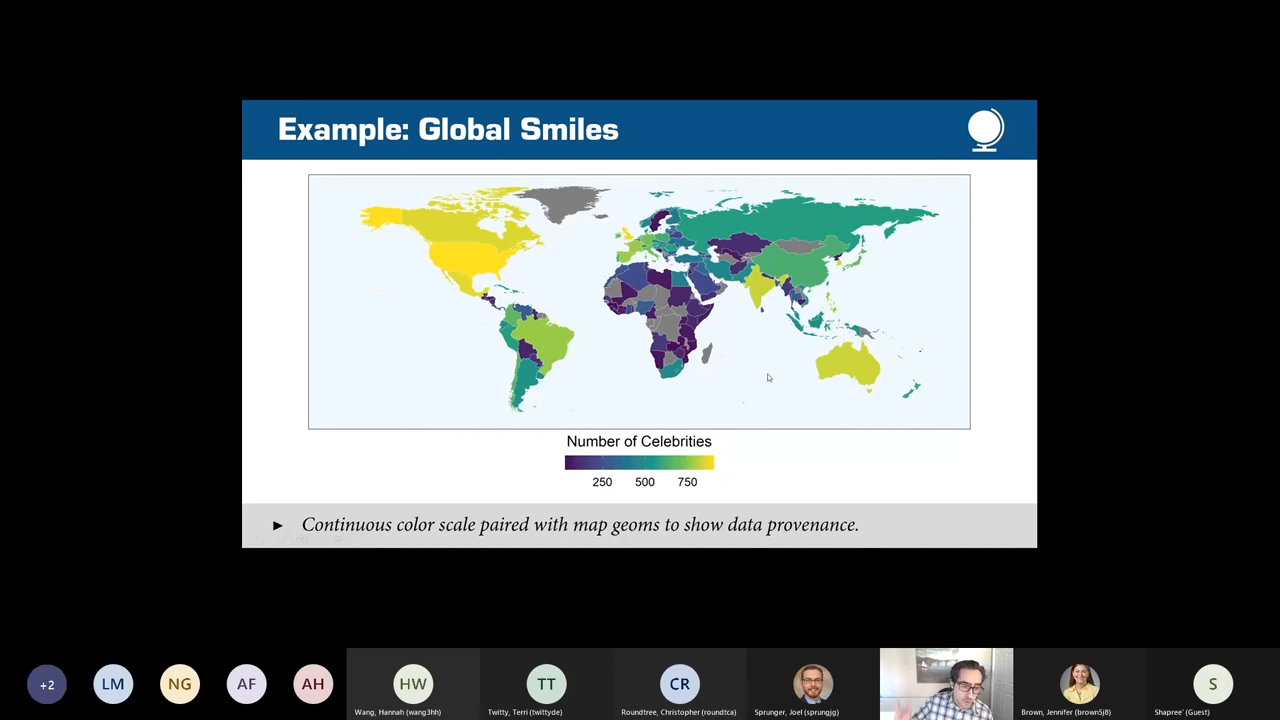 Example: Global Smiles
Number of Celebrities
250 500 750
► Continuous color scale paired with map geoms to show data provenance.
+2 LM NG AF AH HW TT CR S
Wang, Hannah (wang3hh) Twitty, Terri (twittyde) Roundtree, Christopher (roundtca) Sprunger, Joel (sprungjg) Brown, Jennifer (brown5j8) Shapree' (Guest)